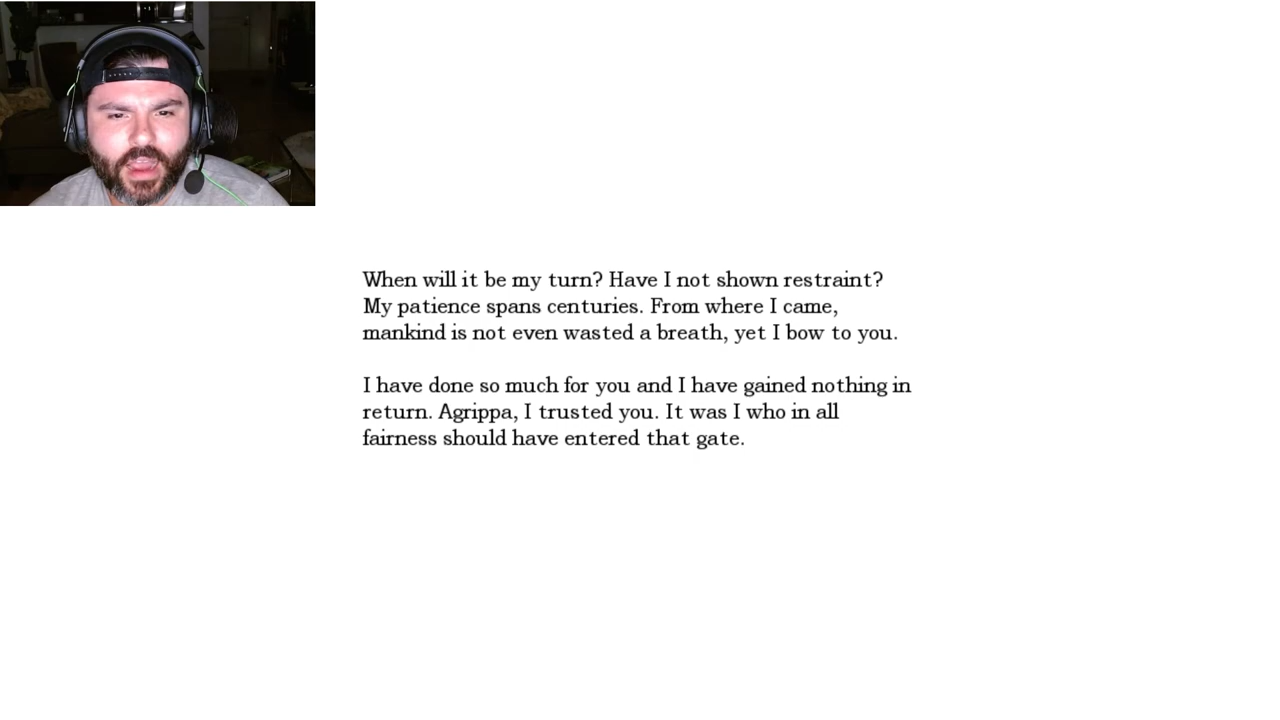 When will it be my turn? Have I not shown restraint?
My patience spans centuries. From where I came,
mankind is not even wasted a breath, yet I bow to you.
I have done so much for you and I have gained nothing in
return. Agrippa, I trusted you. It was I who in all
fairness should have entered that gate.